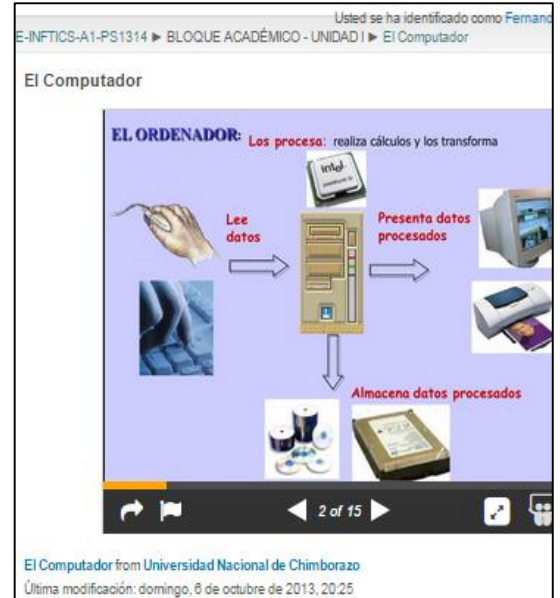 Usted se ha identificado como Fernand
E-INFTICS-A1-PS1314 ► BLOQUE ACADÉMICO - UNIDAD I ► El Computador
El Computador
EL ORDENADOR: Los procesa: realiza cálculos y los transforma
intel
Lee datos
Presenta datos procesados
Almacena datos procesados
2 of 15
El Computador from Universidad Nacional de Chimborazo
Última modificación: domingo, 6 de octubre de 2013, 20:25